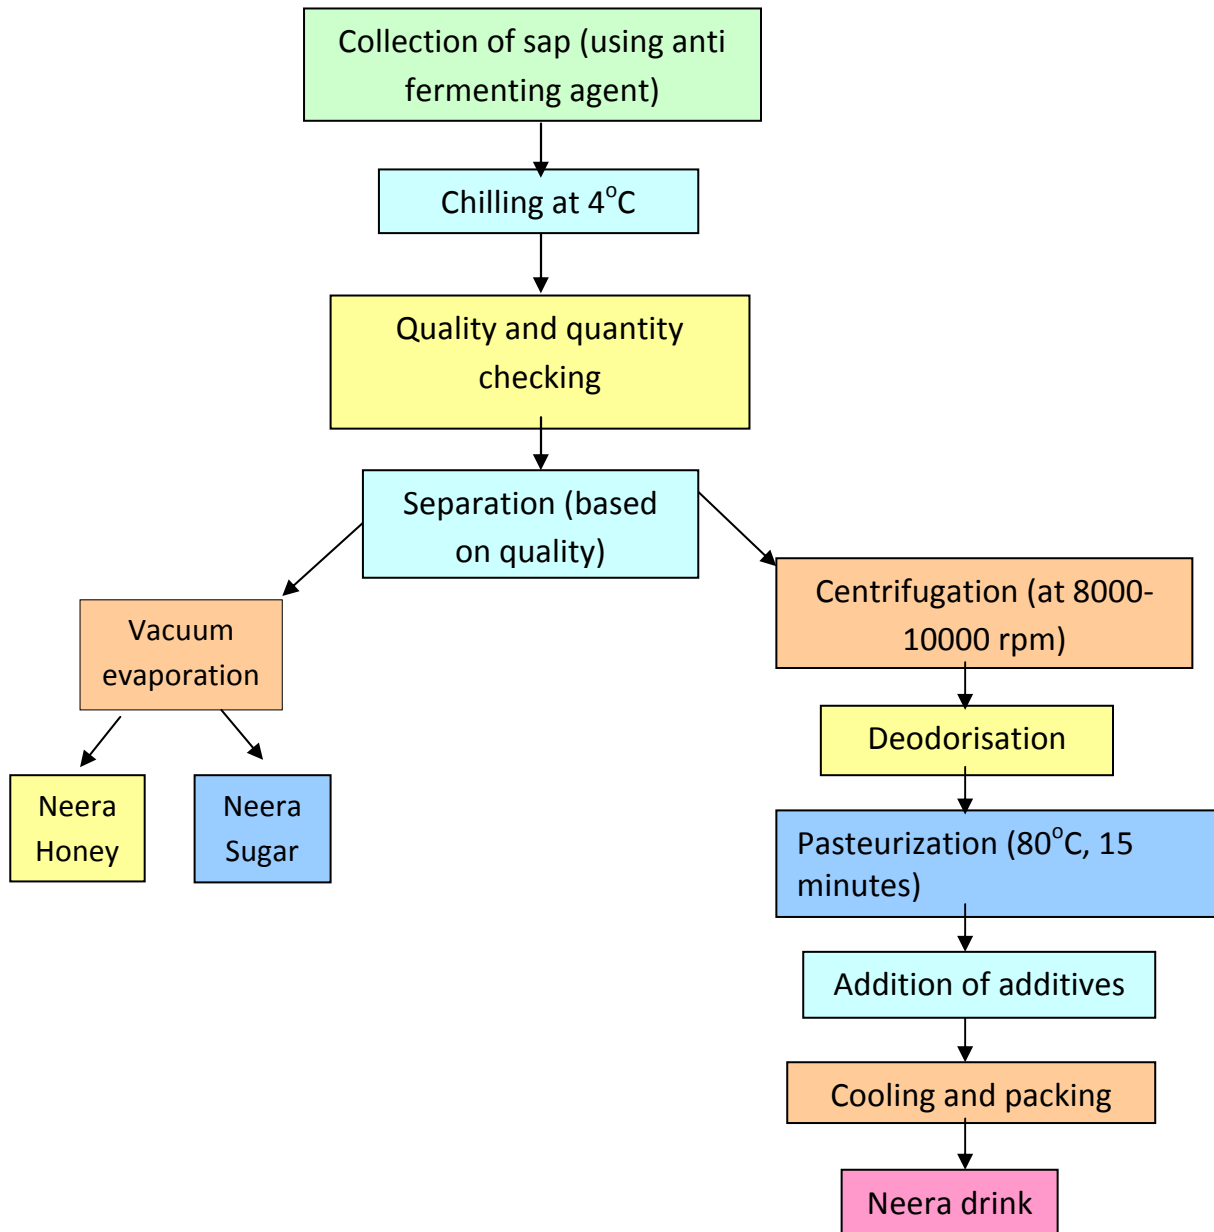 Collection of sap (using anti
fermenting agent)
Chilling at 4°C
Quality and quantity
checking
Separation (based
on quality)
Centrifugation (at 8000-
10000 rpm)
Vacuum
evaporation
Deodorisation
Neera
Honey
Neera
Sugar
Pasteurization (80°C, 15
minutes)
Addition of additives
Cooling and packing
Neera drink